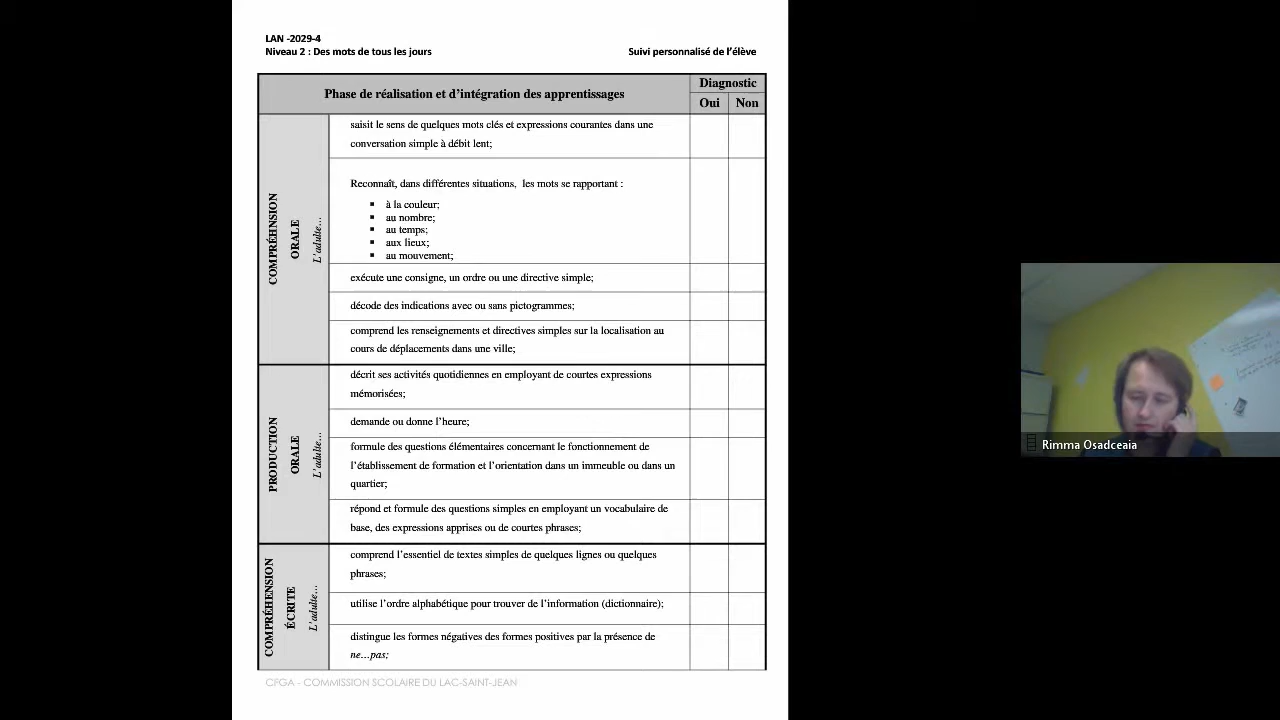 LAN -2029-4
Niveau 2 : Des mots de tous les jours
Suivi personnalisé de l'élève
Phase de réalisation et d'intégration des apprentissages
Diagnostic
Oui
Non
COMPRÉHNSION
ORALE
L'adulte…
saisit le sens de quelques mots clés et expressions courantes dans une
conversation simple à débit lent;
Reconnaît, dans différentes situations, les mots se rapportant :
▪ à la couleur;
▪ au nombre;
▪ au temps;
▪ aux lieux;
▪ au mouvement;
exécute une consigne, un ordre ou une directive simple;
décode des indications avec ou sans pictogrammes;
comprend les renseignements et directives simples sur la localisation au
cours de déplacements dans une ville;
PRODUCTION
ORALE
L'adulte…
décrit ses activités quotidiennes en employant de courtes expressions
mémorisées;
demande ou donne l'heure;
formule des questions élémentaires concernant le fonctionnement de
l'établissement de formation et l'orientation dans un immeuble ou dans un
quartier;
répond et formule des questions simples en employant un vocabulaire de
base, des expressions apprises ou de courtes phrases;
COMPRÉHENSION
ÉCRITE
L'adulte…
comprend l'essentiel de textes simples de quelques lignes ou quelques
phrases;
utilise l'ordre alphabétique pour trouver de l'information (dictionnaire);
distingue les formes négatives des formes positives par la présence de
ne…pas;
CFGA - COMMISSION SCOLAIRE DU LAC-SAINT-JEAN
Rimma Osadceaia